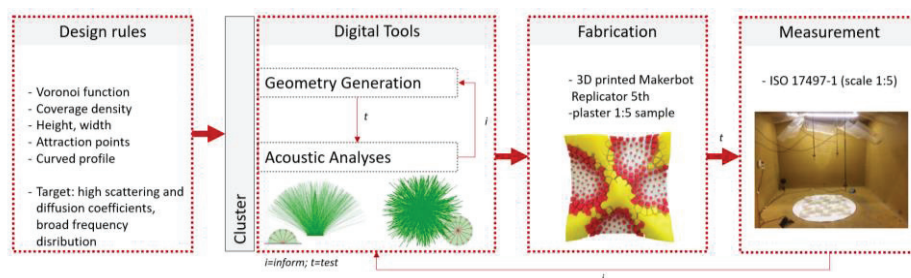 Design rules
- Voronoi function
- Coverage density
- Height, width
- Attraction points
- Curved profile
- Target: high scattering and
diffusion coefficients,
broad frequency
disribution
Cluster
Digital Tools
Geometry Generation
t
i
Acoustic Analyses
i=inform; t=test
Fabrication
- 3D printed Makerbot
Replicator 5th
-plaster 1:5 sample
t
Measurement
- ISO 17497-1 (scale 1:5)
i